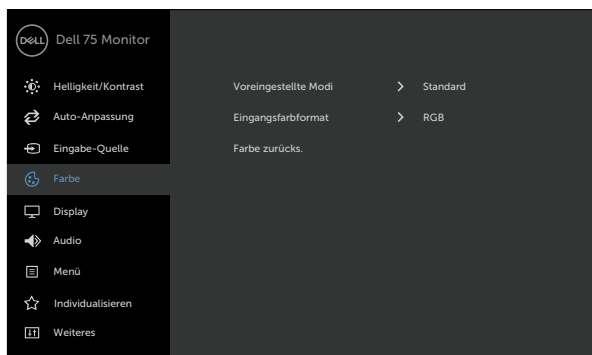 DELL Dell 75 Monitor
Helligkeit/Kontrast Voreingestellte Modi > Standard
Auto-Anpassung Eingangsfarbformat > RGB
Eingabe-Quelle Farbe zurücks.
Farbe
Display
Audio
Menü
Individualisieren
Weiteres